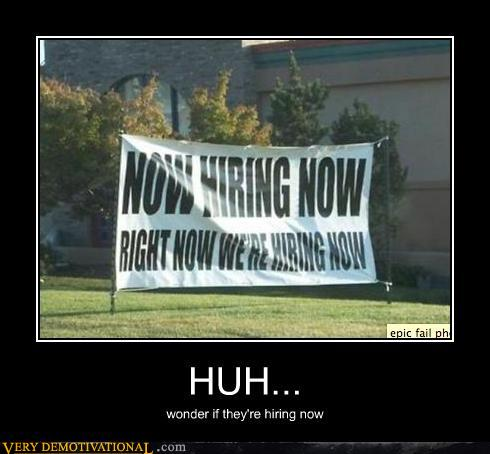 NOW HIRING NOW
RIGHT NOW WE'RE HIRING NOW
epic fail ph
HUH...
wonder if they're hiring now
VERY DEMOTIVATIONAL.com